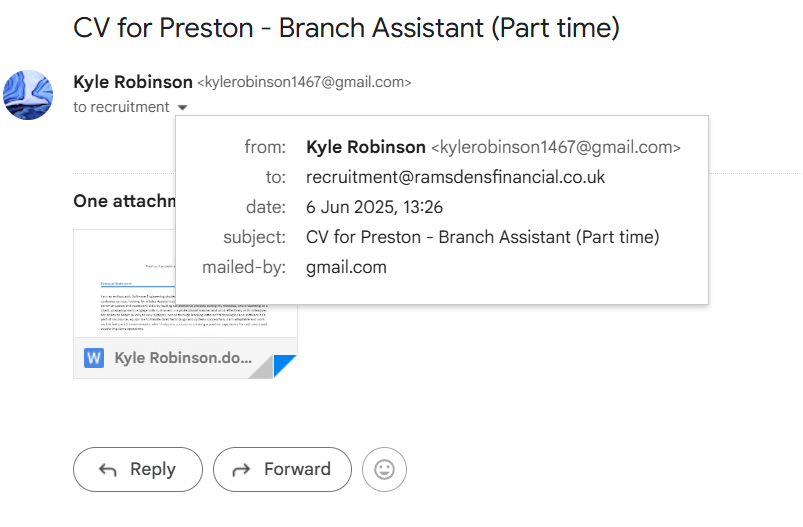 CV for Preston - Branch Assistant (Part time)
Kyle Robinson <kylerobinson1467@gmail.com>
to recruitment
from: Kyle Robinson <kylerobinson1467@gmail.com>
to: recruitment@ramsdensfinancial.co.uk
date: 6 Jun 2025, 13:26
subject: CV for Preston - Branch Assistant (Part time)
mailed-by: gmail.com
One attachm
Personal Statement
W Kyle Robinson.do...
Reply Forward